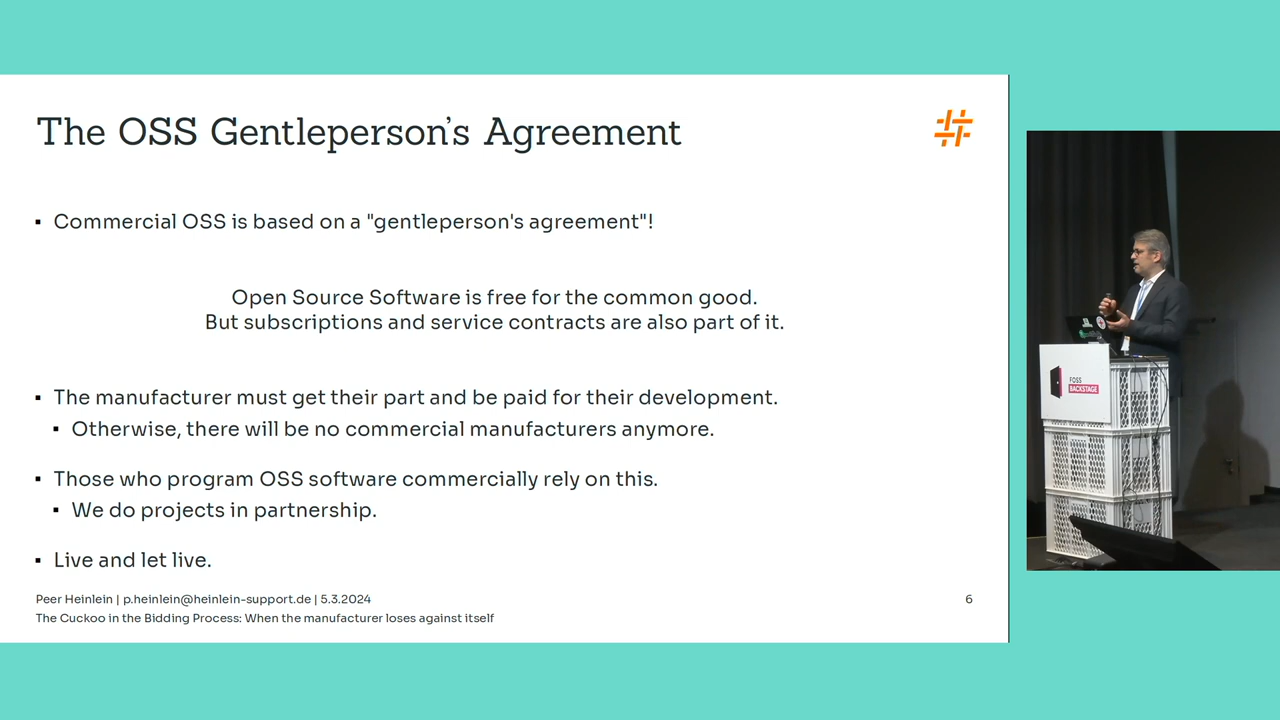 The OSS Gentleperson's Agreement
▪ Commercial OSS is based on a "gentleperson's agreement"!
Open Source Software is free for the common good.
But subscriptions and service contracts are also part of it.
▪ The manufacturer must get their part and be paid for their development.
▪ Otherwise, there will be no commercial manufacturers anymore.
▪ Those who program OSS software commercially rely on this.
▪ We do projects in partnership.
▪ Live and let live.
Peer Heinlein | p.heinlein@heinlein-support.de | 5.3.2024
6
The Cuckoo in the Bidding Process: When the manufacturer loses against itself
FOSS
BACKSTAGE